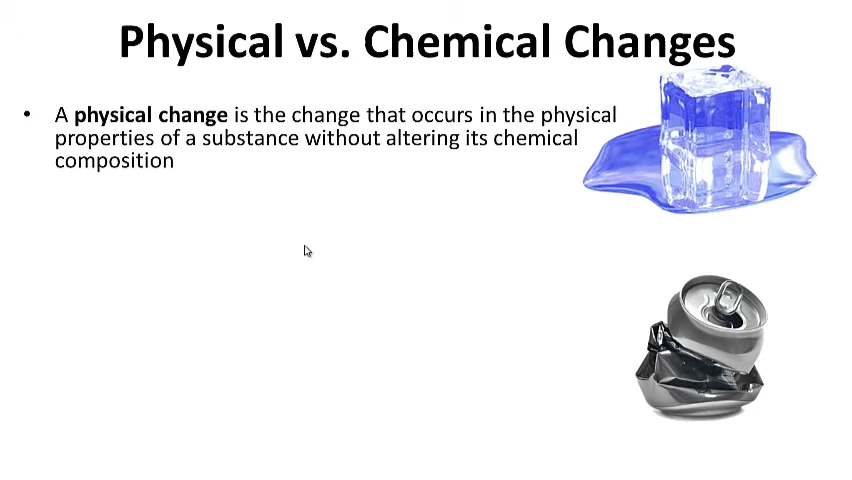 Physical vs. Chemical Changes
• A physical change is the change that occurs in the physical
properties of a substance without altering its chemical
composition